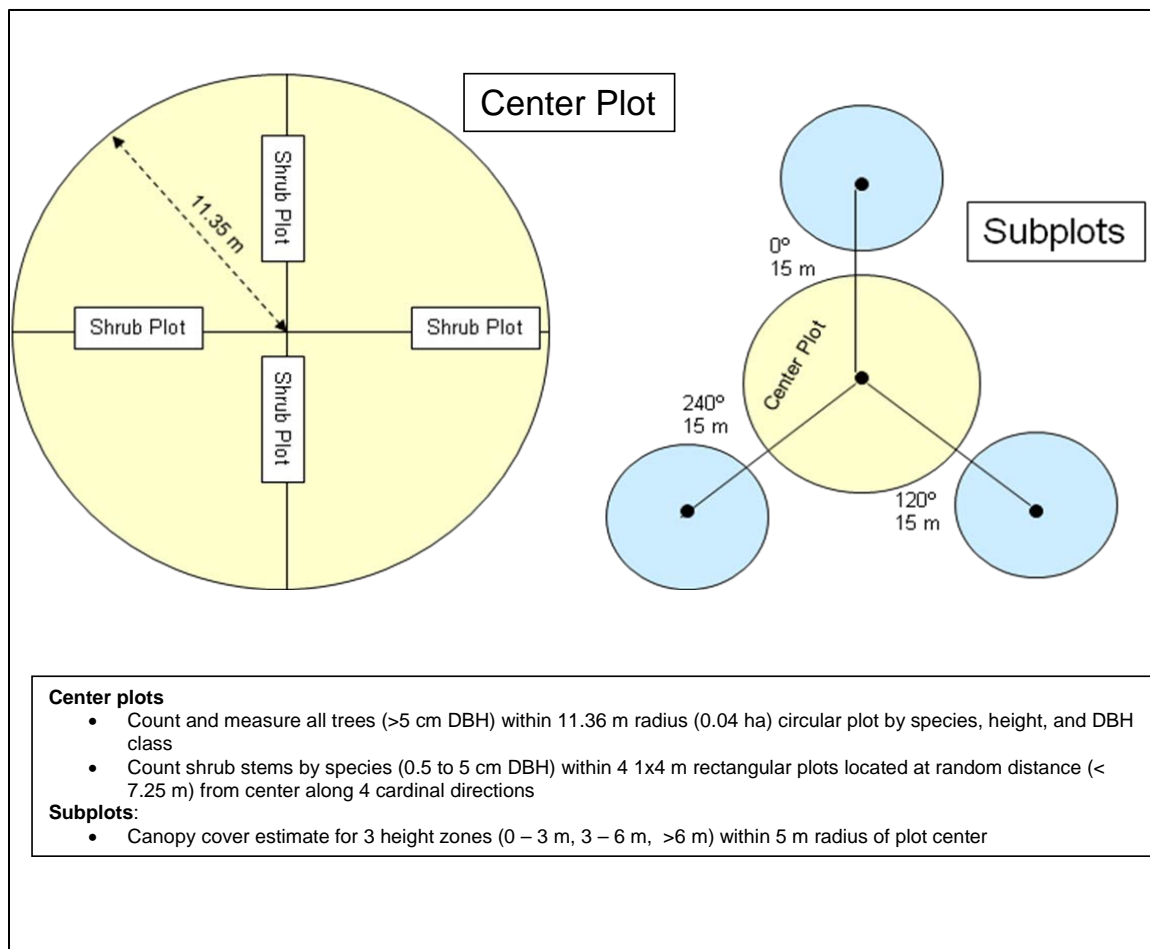 Center Plot
Shrub Plot
11.35 m
Shrub Plot
Shrub Plot
Shrub Plot
Subplots
0º
15 m
Center Plot
240º
15 m
120º
15 m
Center plots
• Count and measure all trees (>5 cm DBH) within 11.36 m radius (0.04 ha) circular plot by species, height, and DBH
class
• Count shrub stems by species (0.5 to 5 cm DBH) within 4 1x4 m rectangular plots located at random distance (<
7.25 m) from center along 4 cardinal directions
Subplots:
• Canopy cover estimate for 3 height zones (0 – 3 m, 3 – 6 m, >6 m) within 5 m radius of plot center